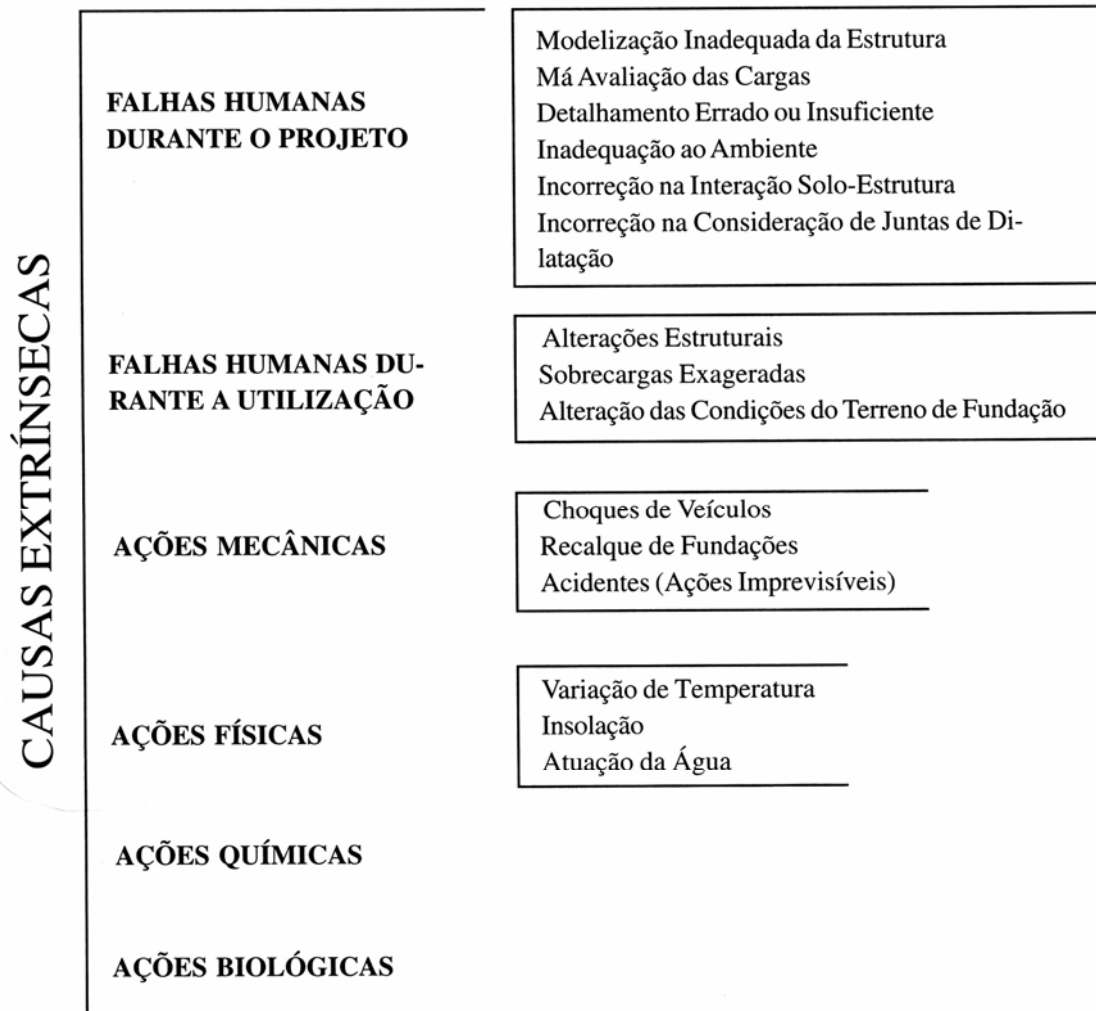 CAUSAS EXTRÍNSECAS
FALHAS HUMANAS
DURANTE O PROJETO
Modelização Inadequada da Estrutura
Má Avaliação das Cargas
Detalhamento Errado ou Insuficiente
Inadequação ao Ambiente
Incorreção na Interação Solo-Estrutura
Incorreção na Consideração de Juntas de Di-
latação
FALHAS HUMANAS DU-
RANTE A UTILIZAÇÃO
Alterações Estruturais
Sobrecargas Exageradas
Alteração das Condições do Terreno de Fundação
AÇÕES MECÂNICAS
Choques de Veículos
Recalque de Fundações
Acidentes (Ações Imprevisíveis)
AÇÕES FÍSICAS
Variação de Temperatura
Insolação
Atuação da Água
AÇÕES QUÍMICAS
AÇÕES BIOLÓGICAS